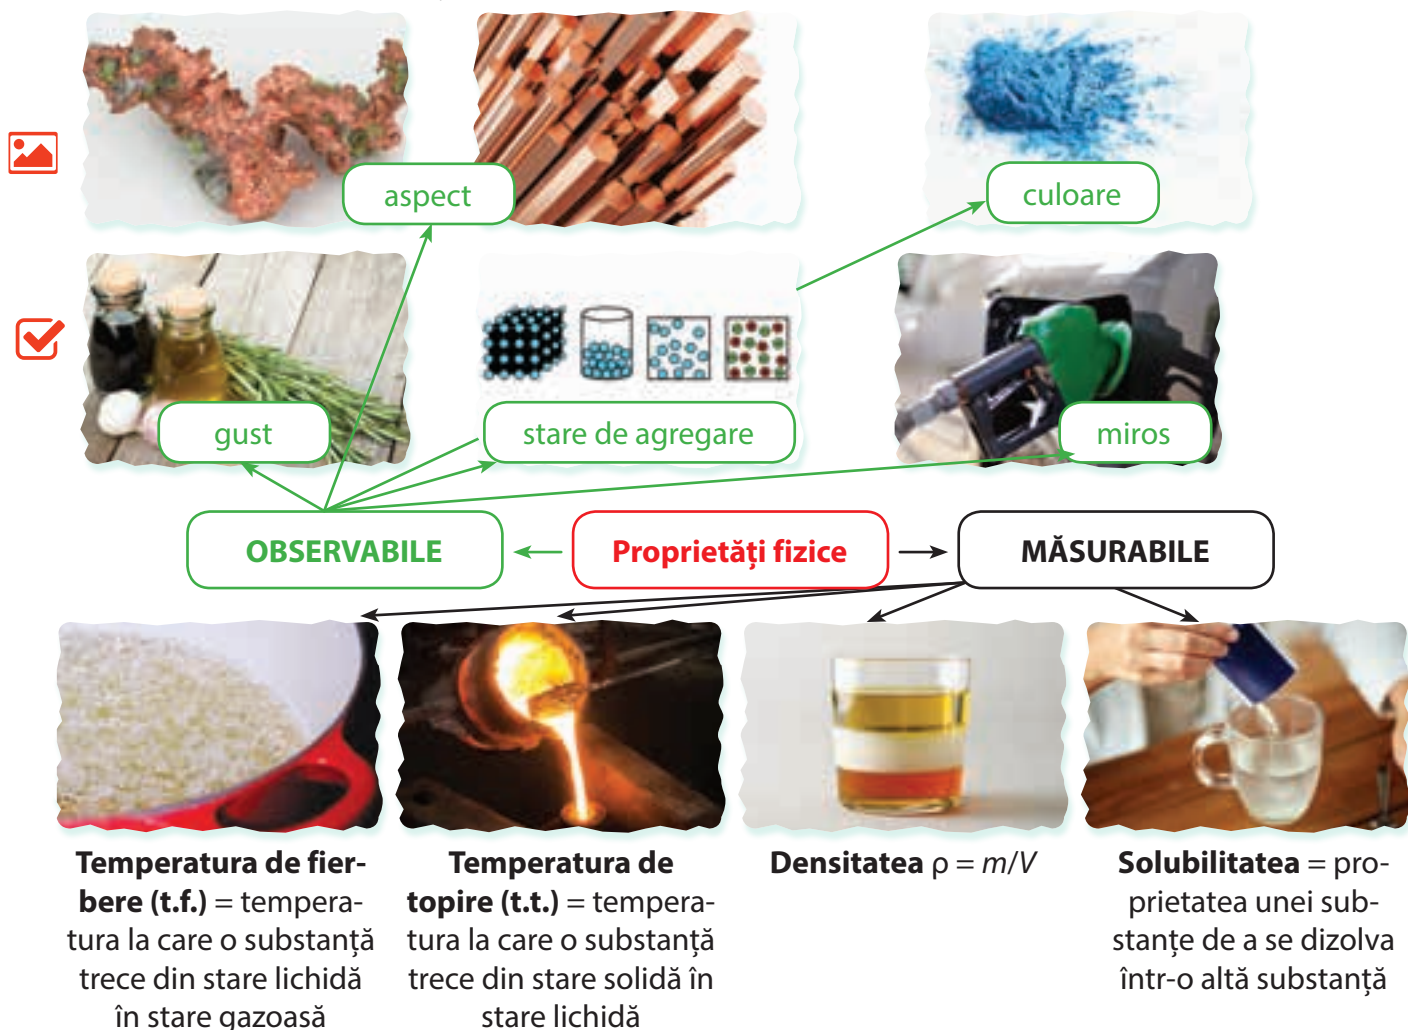 aspect
culoare
gust
stare de agregare
miros
OBSERVABILE
Proprietăți fizice
MĂSURABILE
Temperatura de fier-
bere (t.f.) = tempera-
tura la care o substanță
trece din stare lichidă
în stare gazoasă
Temperatura de
topire (t.t.) = tempera-
tura la care o substanță
trece din stare solidă în
stare lichidă
Densitatea ρ = m/V
Solubilitatea = pro-
prietatea unei sub-
stanțe de a se dizolva
într-o altă substanță